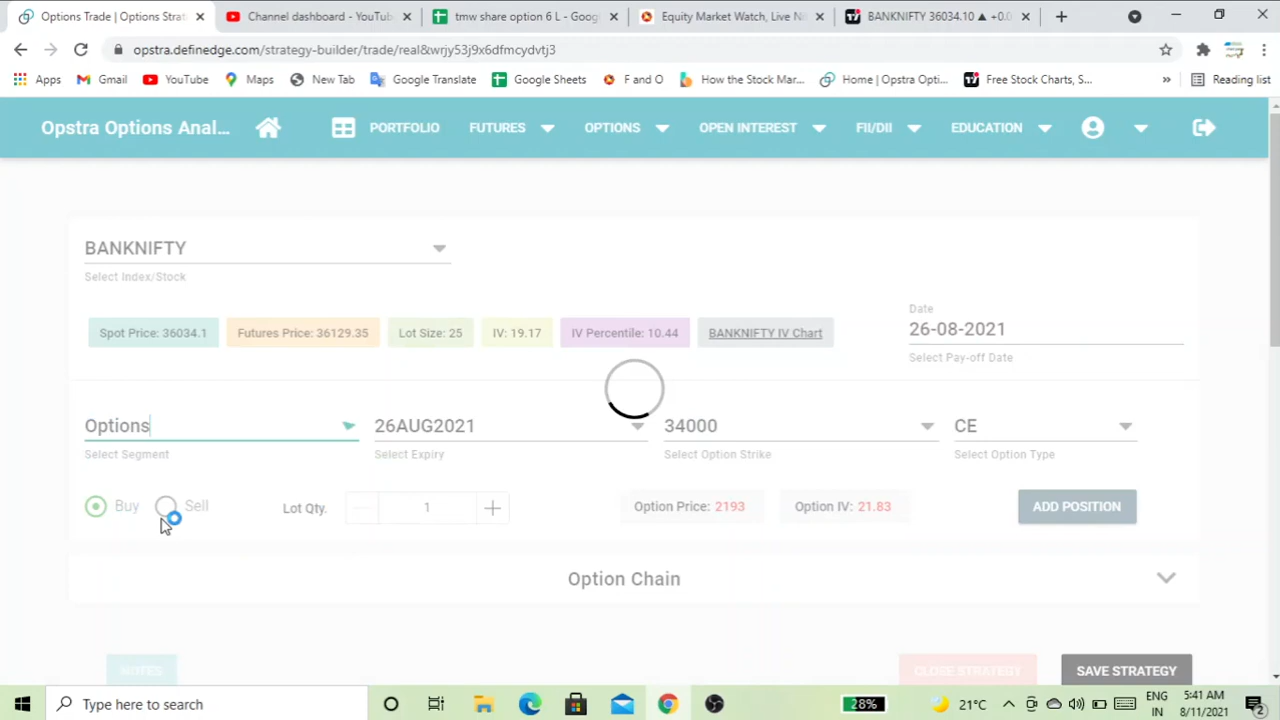 Options Trade | Options Strat
Channel dashboard - YouTub
tmw share option 6 L - Goog
Equity Market Watch, Live Ni
BANKNIFTY 36034.10 ▲ +0.0
opstra.definedge.com/strategy-builder/trade/real&wrjy53j9x6dfmcydvtj3
Apps
Gmail
YouTube
Maps
New Tab
Google Translate
Google Sheets
F and O
How the Stock Mar...
Home | Opstra Opti...
Free Stock Charts, S...
»
Reading list
Opstra Options Anal...
PORTFOLIO
FUTURES
OPTIONS
OPEN INTEREST
FII/DII
EDUCATION
BANKNIFTY
Select Index/Stock
Spot Price: 36034.1
Futures Price: 36129.35
Lot Size: 25
IV: 19.17
IV Percentile: 10.44
BANKNIFTY IV Chart
Date
26-08-2021
Select Pay-off Date
Options
26AUG2021
34000
CE
Select Segment
Select Expiry
Select Option Strike
Select Option Type
Buy
Sell
Lot Qty.
1
Option Price: 2193
Option IV: 21.83
ADD POSITION
Option Chain
NOTES
CLOSE STRATEGY
SAVE STRATEGY
Type here to search
28%
21°C
ENG
IN
5:41 AM
8/11/2021
2